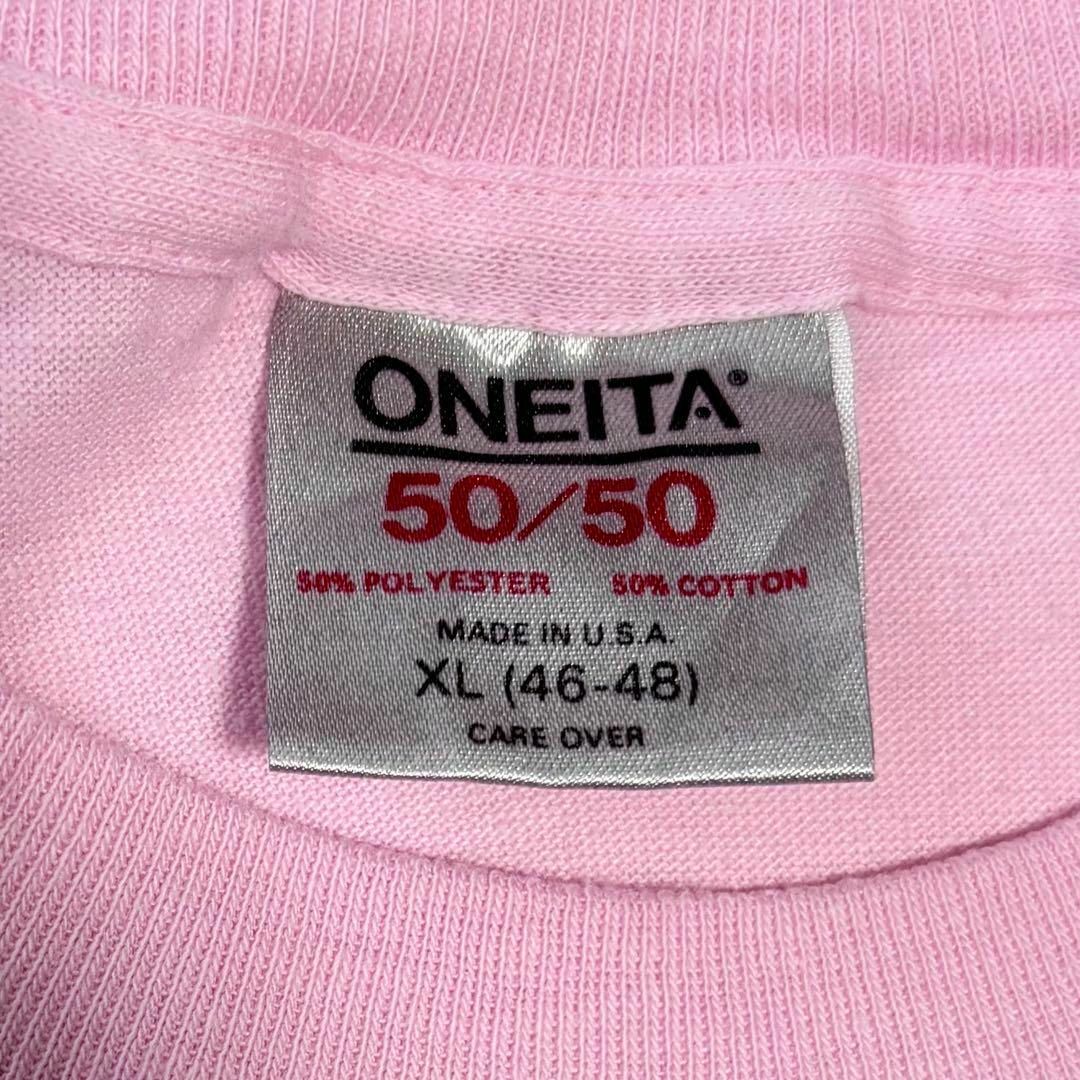 ONEITA®
50/50
50% POLYESTER 50% COTTON
MADE IN U.S.A.
XL (46-48)
CARE OVER